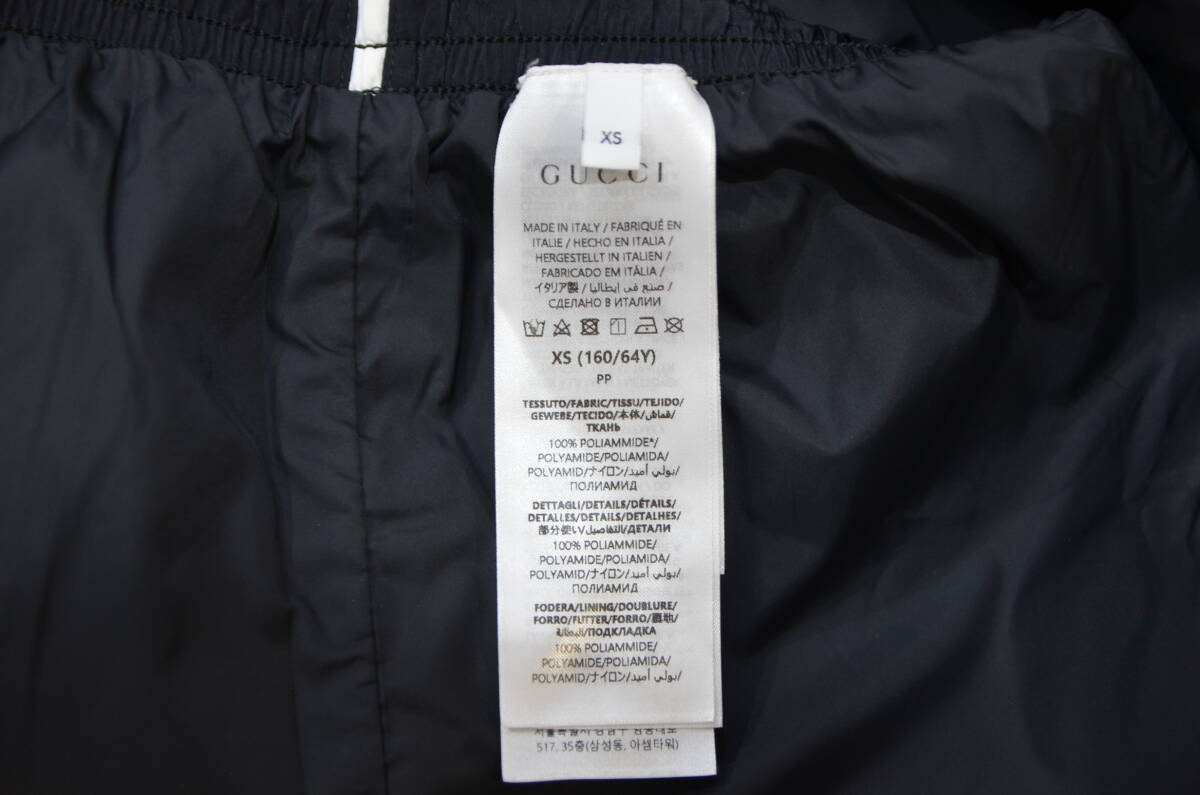 XS
GUCCI
MADE IN ITALY / FABRIQUÉ EN
ITALIE / HECHO EN ITALIA /
HERGESTELLT IN ITALIEN /
FABRICADO EM ITÁLIA /
イタリア製 / صنع في إيطاليا /
СДЕЛАНО В ИТАЛИИ
XS (160/64Y)
PP
TESSUTO/FABRIC/TISSU/TEJIDO/
GEWEBE/TECIDO/本体/قماش/
ТКАНЬ
100% POLIAMMIDE*/
POLYAMIDE/POLIAMIDA/
POLYAMID/ナイロン/بولي أميد/
ПОЛИАМИД
DETTAGLI/DETAILS/DÉTAILS/
DETALLES/DETAILS/DETALHES/
部分使い/التفاصيل/ДЕТАЛИ
100% POLIAMMIDE/
POLYAMIDE/POLIAMIDA/
POLYAMID/ナイロン/بولي أميد/
ПОЛИАМИД
FODERA/LINING/DOUBLURE/
FORRO/FUTTER/FORRO/裏地/
البطانة/ПОДКЛАДКА
100% POLIAMMIDE/
POLYAMIDE/POLIAMIDA/
POLYAMID/ナイロン/بولي أميد/
517, 35층(삼성동, 아셈타워)